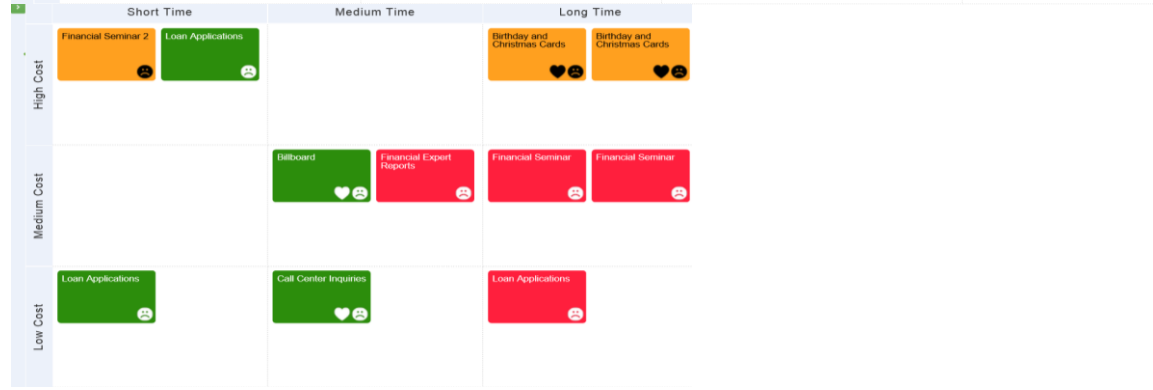 Short Time
Medium Time
Long Time
High Cost
Financial Seminar 2
Loan Applications
Birthday and
Christmas Cards
Birthday and
Christmas Cards
Medium Cost
Billboard
Financial Expert
Reports
Financial Seminar
Financial Seminar
Low Cost
Loan Applications
Call Center Inquiries
Loan Applications